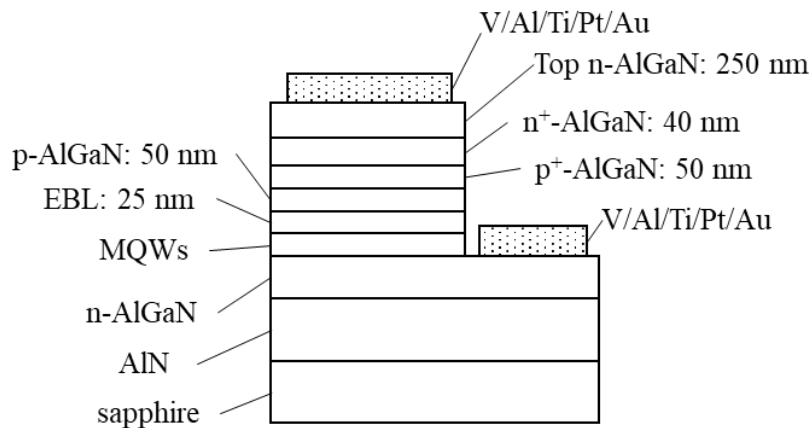 V/Al/Ti/Pt/Au
Top n-AlGaN: 250 nm
n⁺-AlGaN: 40 nm
p-AlGaN: 50 nm
p⁺-AlGaN: 50 nm
EBL: 25 nm
V/Al/Ti/Pt/Au
MQWs
n-AlGaN
AlN
sapphire